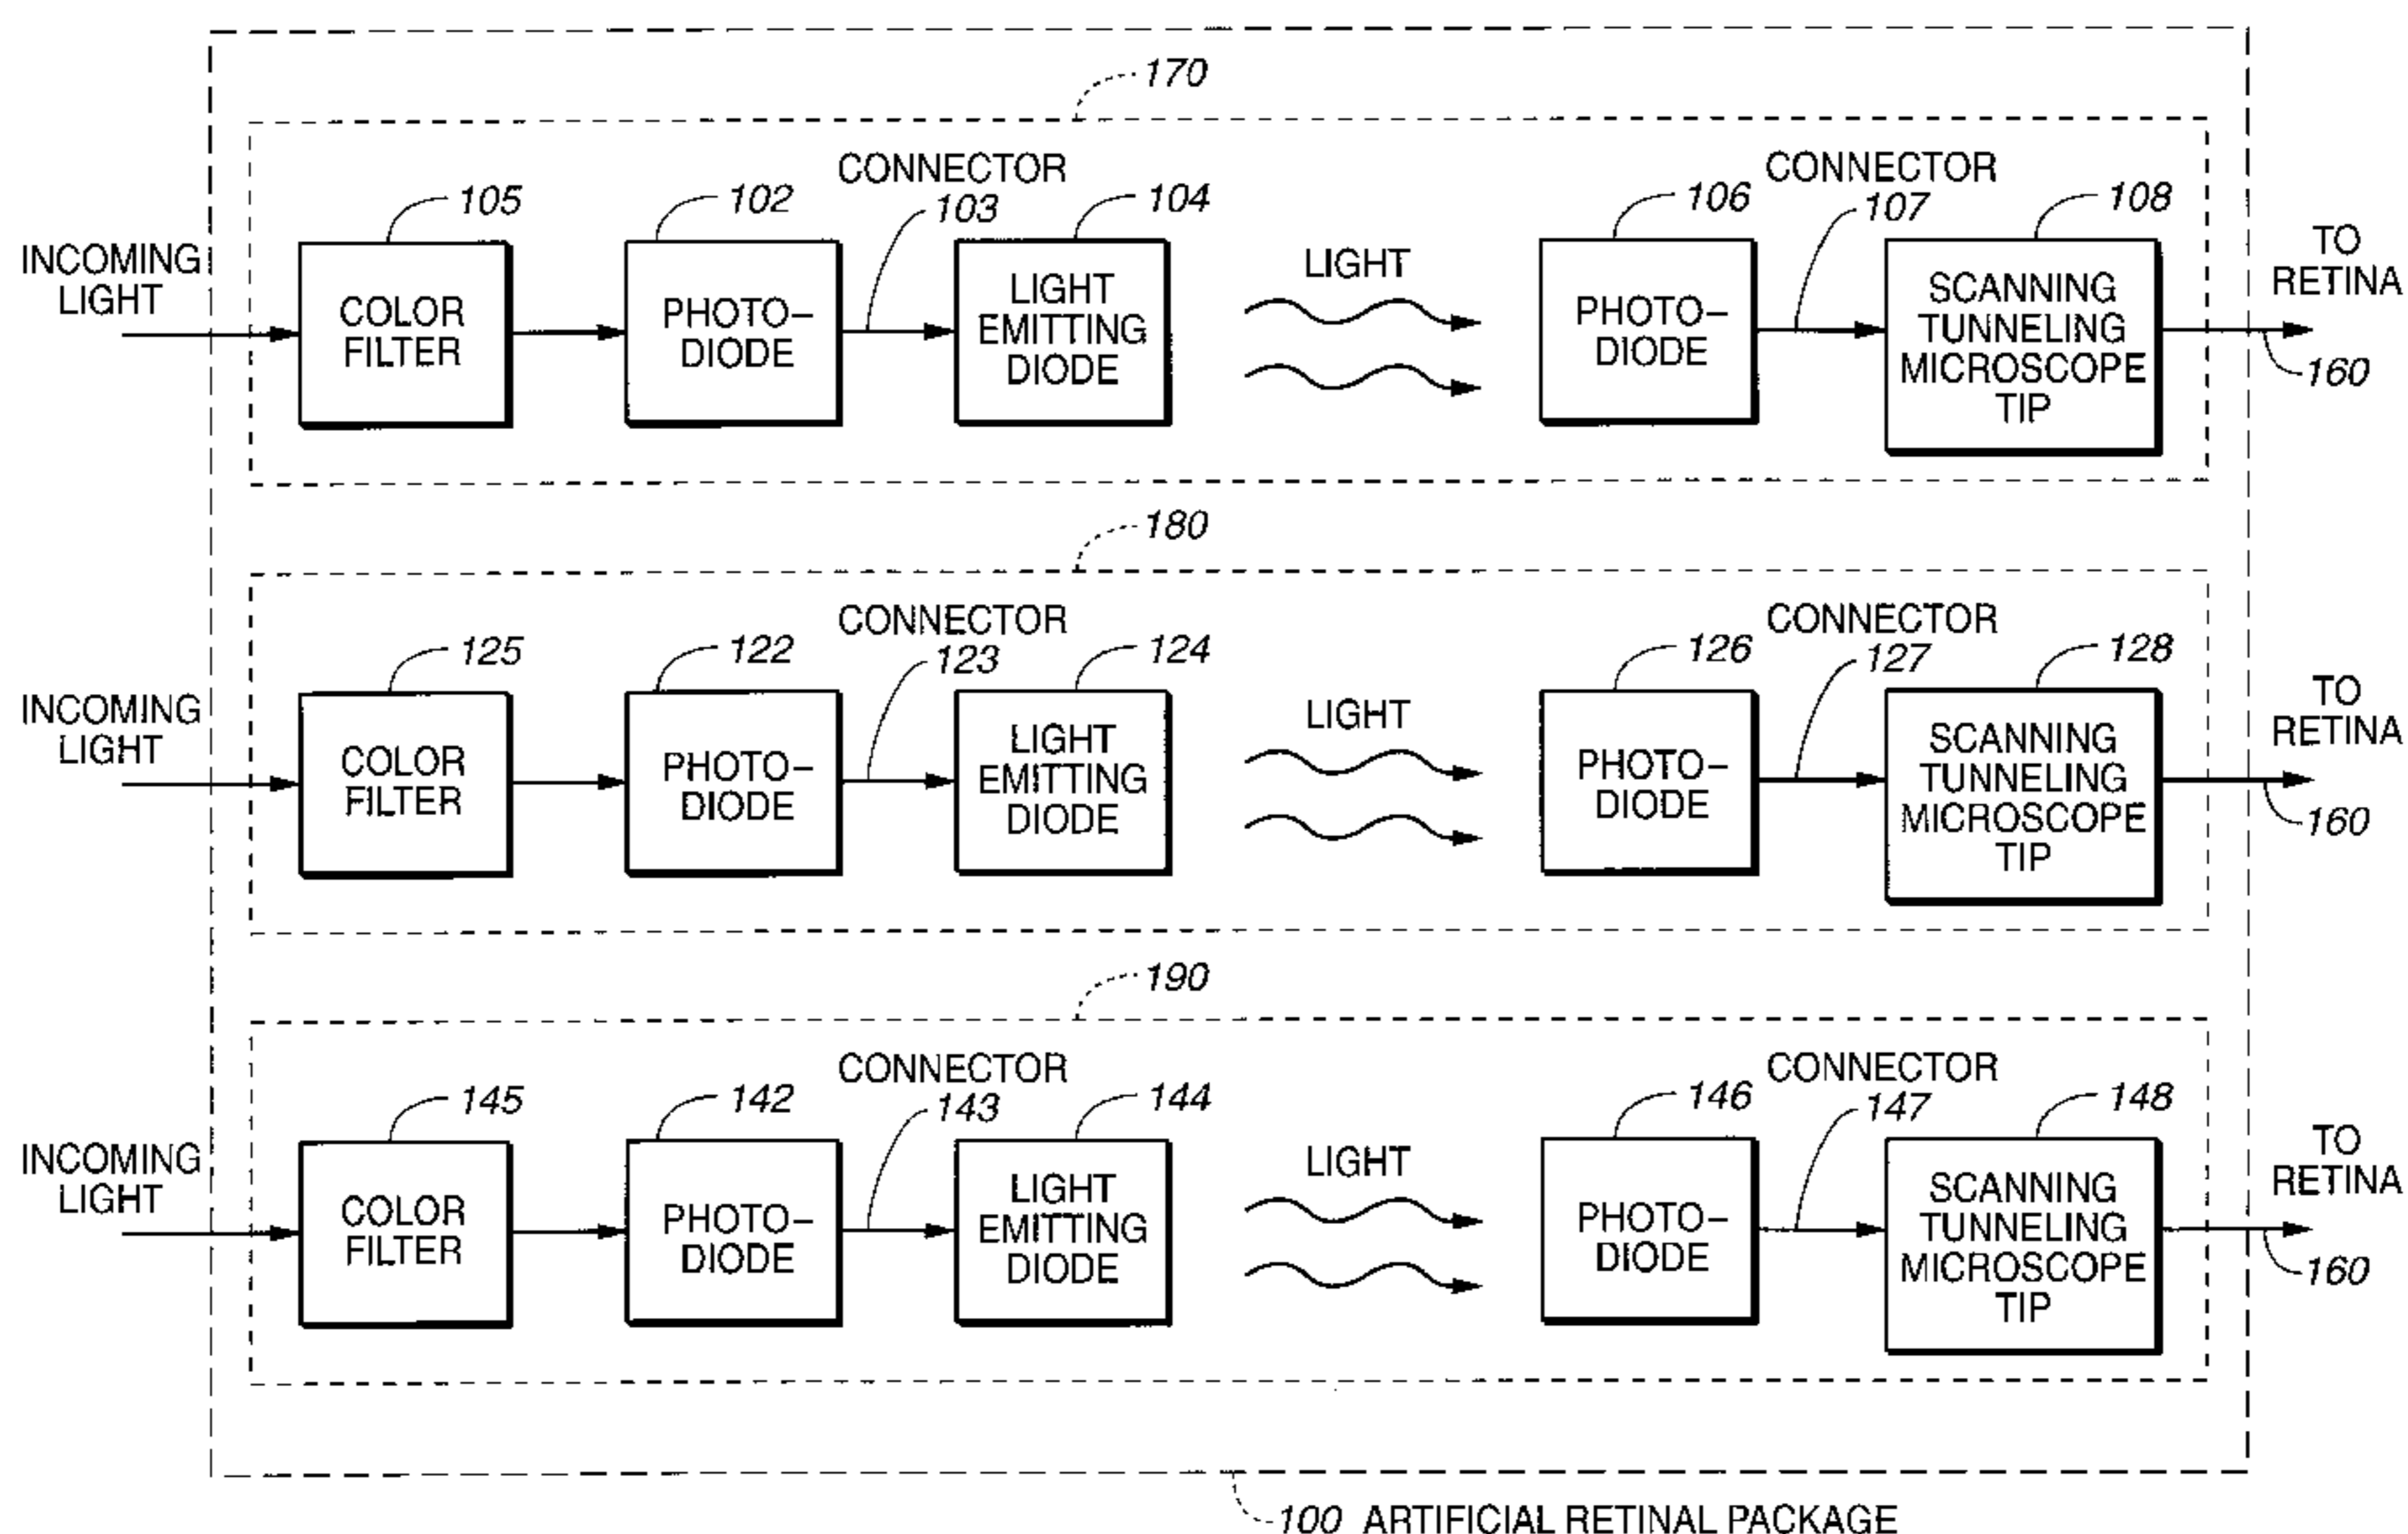 170
CONNECTOR
CONNECTOR
105
102
103
104
106
107
108
INCOMING
LIGHT
COLOR
FILTER
PHOTO-
DIODE
LIGHT
EMITTING
DIODE
LIGHT
PHOTO-
DIODE
SCANNING
TUNNELING
MICROSCOPE
TIP
TO
RETINA
160
180
CONNECTOR
CONNECTOR
125
122
123
124
126
127
128
INCOMING
LIGHT
COLOR
FILTER
PHOTO-
DIODE
LIGHT
EMITTING
DIODE
LIGHT
PHOTO-
DIODE
SCANNING
TUNNELING
MICROSCOPE
TIP
TO
RETINA
160
190
CONNECTOR
CONNECTOR
145
142
143
144
146
147
148
INCOMING
LIGHT
COLOR
FILTER
PHOTO-
DIODE
LIGHT
EMITTING
DIODE
LIGHT
PHOTO-
DIODE
SCANNING
TUNNELING
MICROSCOPE
TIP
TO
RETINA
160
100 ARTIFICIAL RETINAL PACKAGE